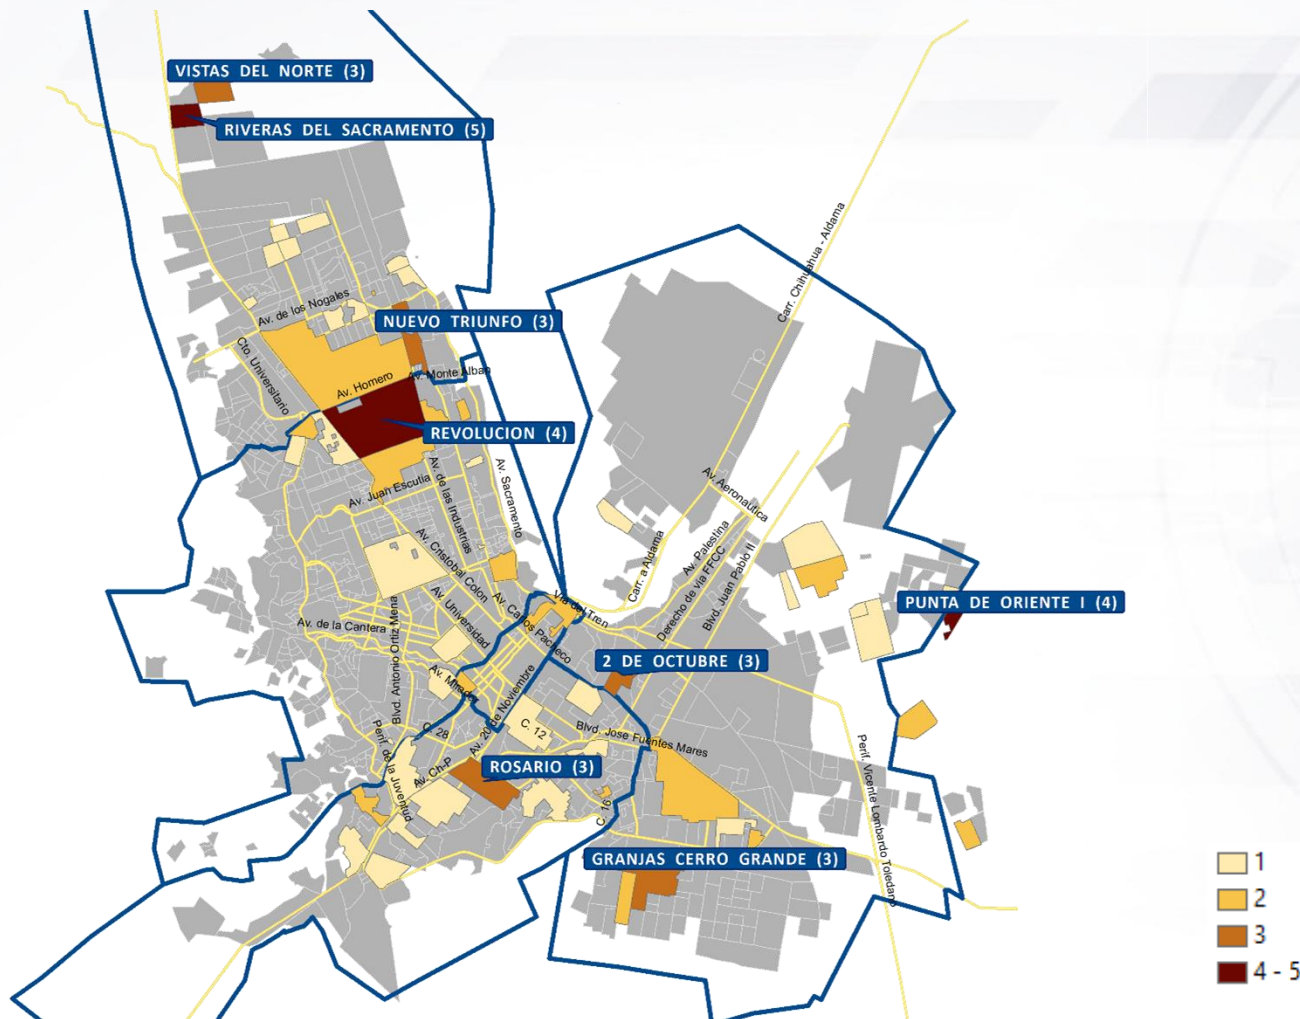 VISTAS DEL NORTE (3)
RIVERAS DEL SACRAMENTO (5)
Carr. Chihuahua - Aldama
Av. de los Nogales
NUEVO TRIUNFO (3)
Cto. Universitario
Av. Homero
Av. Monte Alban
REVOLUCION (4)
Av. Juan Escutia
Av. de las Industrias
Av. Sacramento
Av. Aeronautica
Av. Cristobal Colon
Av. Palestina
Derecho de via FFCC
Blvd. Juan Pablo II
Carr. a Aldama
Av. Universidad
Av. Carlos Pacheco
Via del Tren
PUNTA DE ORIENTE I (4)
Av. de la Cantera
Blvd. Antonio Ortiz Mena
Av. Mirador
2 DE OCTUBRE (3)
Av. 20 de Noviembre
C. 28
C. 12
Blvd. Jose Fuentes Mares
Perif. de la Juventud
Av. Ch-P
ROSARIO (3)
C. 16
Perif. Vicente Lombardo Toledano
GRANJAS CERRO GRANDE (3)
1
2
3
4 - 5